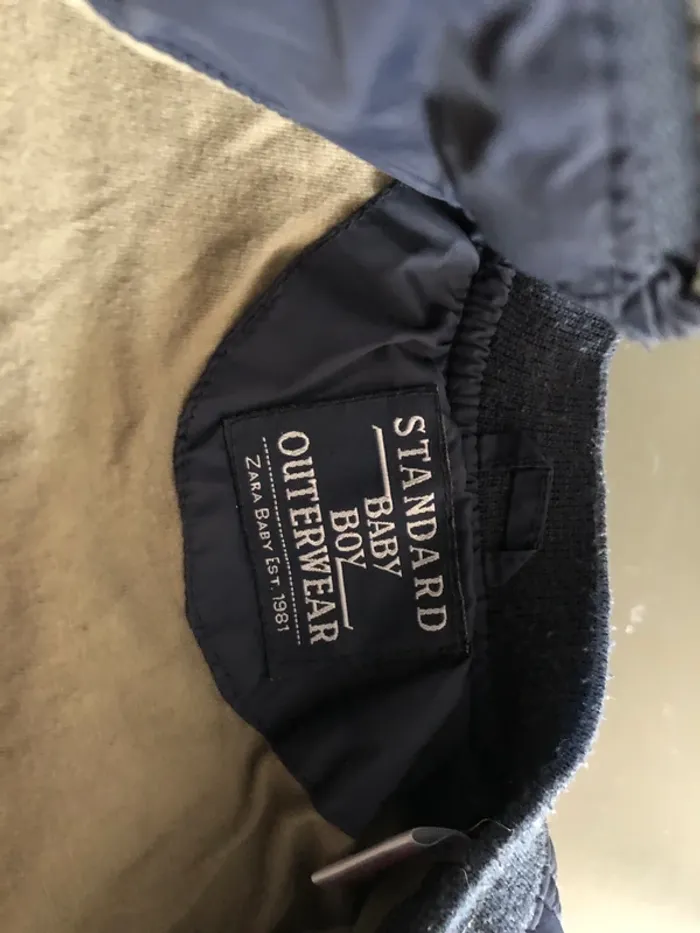 STANDARD
BABY
BOY
OUTERWEAR
ZARA BABY EST. 1981